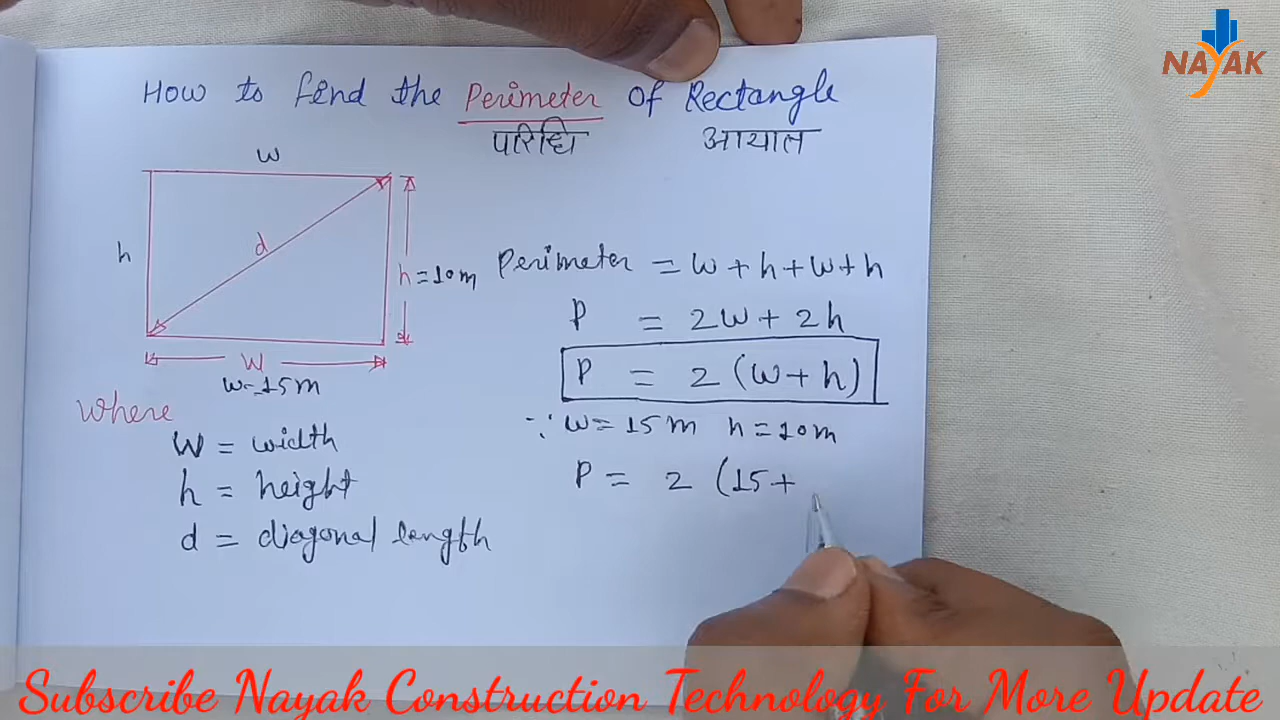 NAYAK
How to find the Perimeter of Rectangle
परिधि आयात
w
h
d
h = 10m
W
w = 15m
Where
W = width
h = height
d = diagonal length
Perimeter = w + h + w + h
P = 2w + 2h
P = 2 (w + h)
∵ w = 15m h = 10m
P = 2 (15 +
Subscribe Nayak Construction Technology For More Update